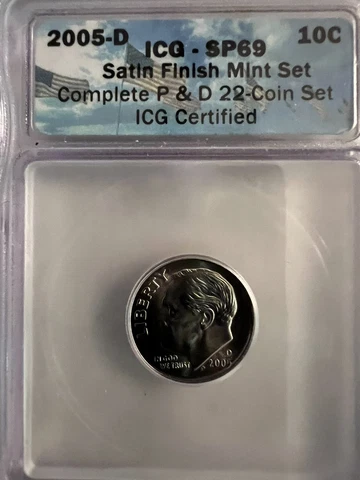 2005-D ICG - SP69 10C
Satin Finish Mint Set
Complete P & D 22-Coin Set
ICG Certified
LIBERTY
IN GOD
WE TRUST
D
2005